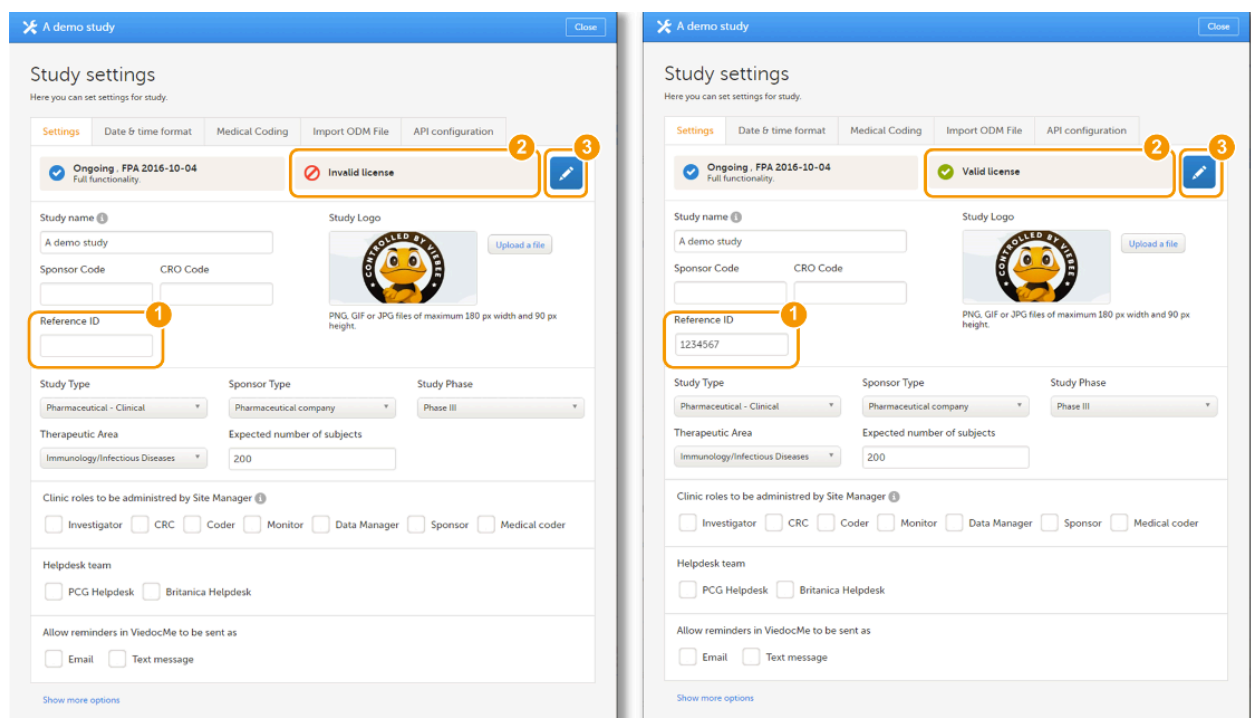 A demo study
Close
Study settings
Here you can set settings for study.
Settings Date & time format Medical Coding Import ODM File API configuration
2
3
Ongoing , FPA 2016-10-04
Full functionality.
Invalid license
Study name
Study Logo
A demo study
CONTROLLED BY VIEBEE
Upload a file
Sponsor Code CRO Code
PNG, GIF or JPG files of maximum 180 px width and 90 px
height.
Reference ID
1
Study Type Sponsor Type Study Phase
Pharmaceutical - Clinical Pharmaceutical company Phase III
Therapeutic Area Expected number of subjects
Immunology/Infectious Diseases 200
Clinic roles to be administred by Site Manager
Investigator CRC Coder Monitor Data Manager Sponsor Medical coder
Helpdesk team
PCG Helpdesk Britanica Helpdesk
Allow reminders in ViedocMe to be sent as
Email Text message
Show more options
A demo study
Close
Study settings
Here you can set settings for study.
Settings Date & time format Medical Coding Import ODM File API configuration
2
3
Ongoing , FPA 2016-10-04
Full functionality.
Valid license
Study name
Study Logo
A demo study
CONTROLLED BY VIEBEE
Upload a file
Sponsor Code CRO Code
PNG, GIF or JPG files of maximum 180 px width and 90 px
height.
Reference ID
1
1234567
Study Type Sponsor Type Study Phase
Pharmaceutical - Clinical Pharmaceutical company Phase III
Therapeutic Area Expected number of subjects
Immunology/Infectious Diseases 200
Clinic roles to be administred by Site Manager
Investigator CRC Coder Monitor Data Manager Sponsor Medical coder
Helpdesk team
PCG Helpdesk Britanica Helpdesk
Allow reminders in ViedocMe to be sent as
Email Text message
Show more options